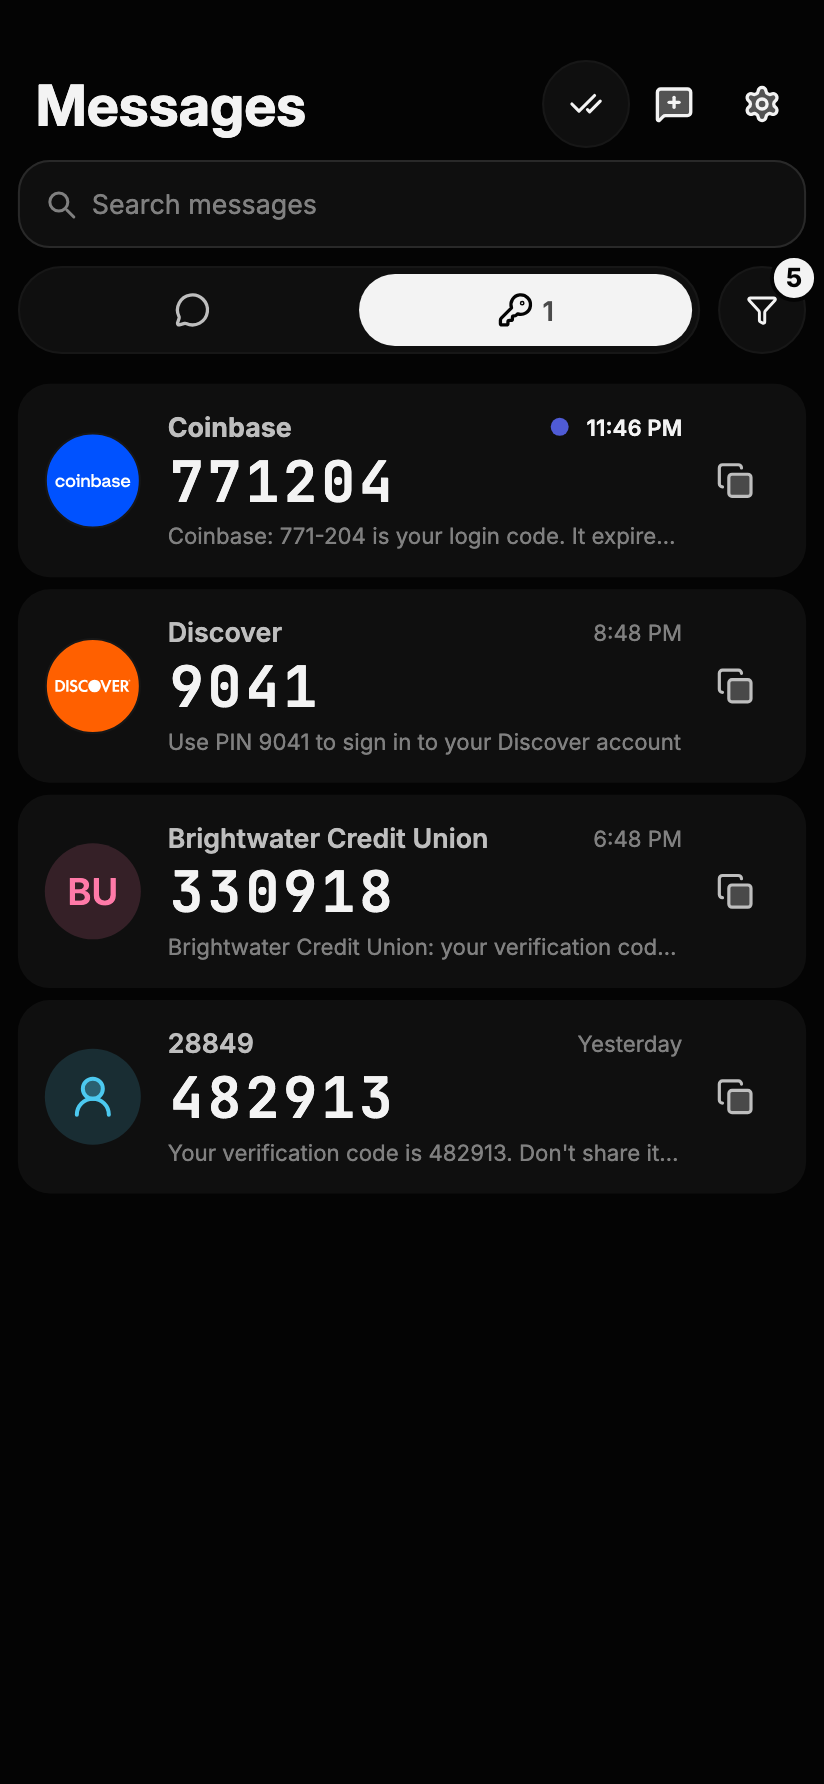 Messages
Search messages
1
5
Coinbase
11:46 PM
coinbase
771204
Coinbase: 771-204 is your login code. It expire...
Discover
8:48 PM
DISCOVER
9041
Use PIN 9041 to sign in to your Discover account
Brightwater Credit Union
6:48 PM
BU
330918
Brightwater Credit Union: your verification cod...
28849
Yesterday
482913
Your verification code is 482913. Don't share it...